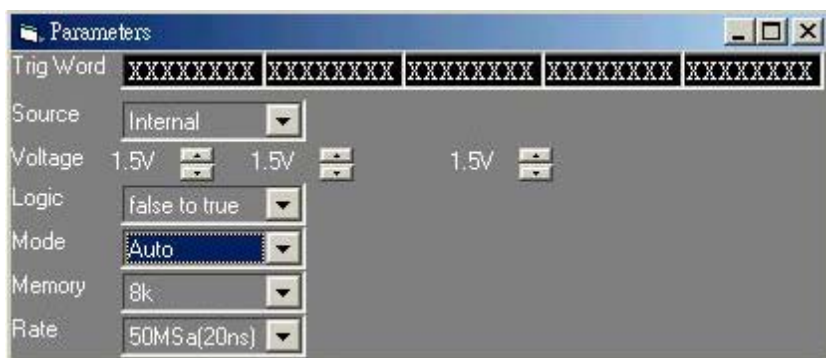 Parameters
Trig Word XXXXXXXX XXXXXXXX XXXXXXXX XXXXXXXX XXXXXXXX
Source Internal
Voltage 1.5V 1.5V 1.5V
Logic false to true
Mode Auto
Memory 8k
Rate 50MSa(20ns)